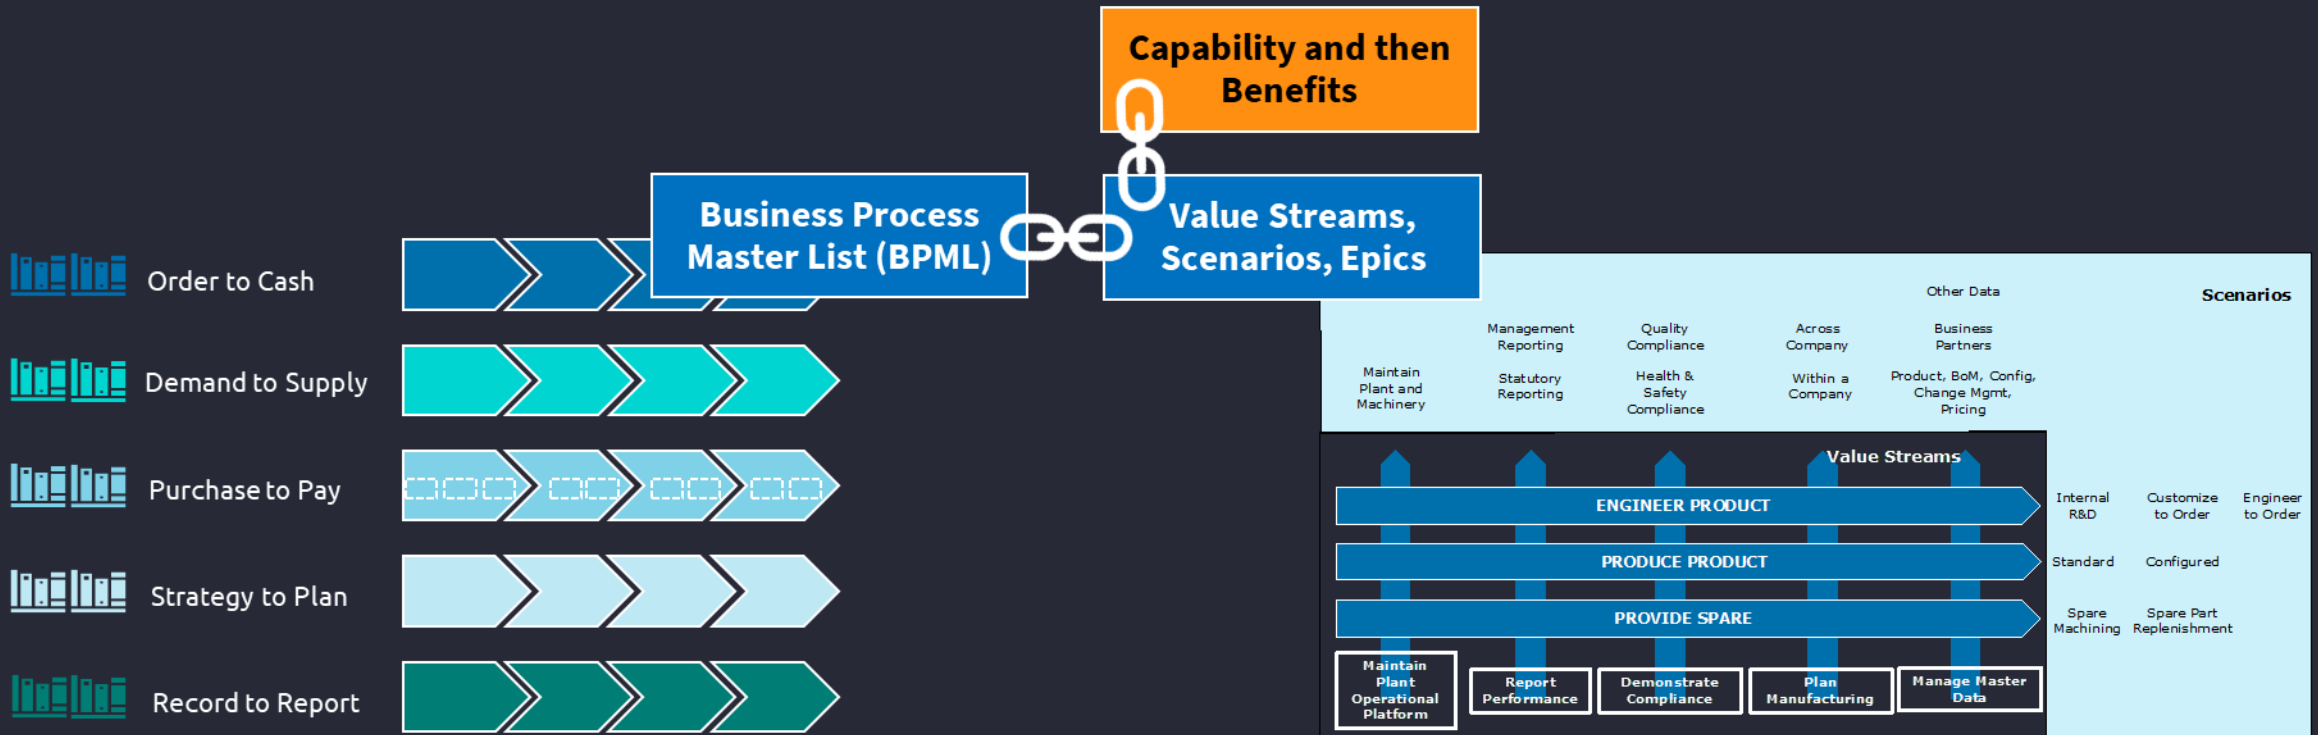 Capability and then
Benefits
Business Process
Master List (BPML)
Value Streams,
Scenarios, Epics
Order to Cash
Demand to Supply
Purchase to Pay
Strategy to Plan
Record to Report
Scenarios
Other Data
Management
Reporting
Quality
Compliance
Across
Company
Business
Partners
Maintain
Plant and
Machinery
Statutory
Reporting
Health &
Safety
Compliance
Within a
Company
Product, BoM, Config,
Change Mgmt,
Pricing
Value Streams
ENGINEER PRODUCT
Internal
R&D
Customize
to Order
Engineer
to Order
PRODUCE PRODUCT
Standard
Configured
PROVIDE SPARE
Spare
Machining
Spare Part
Replenishment
Maintain
Plant
Operational
Platform
Report
Performance
Demonstrate
Compliance
Plan
Manufacturing
Manage Master
Data